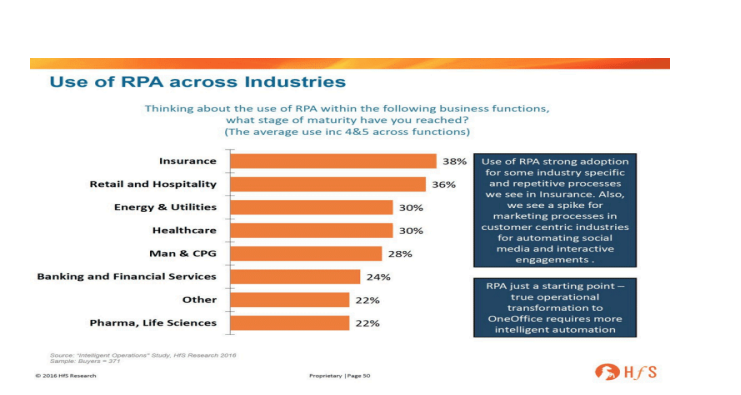 Use of RPA across Industries
Thinking about the use of RPA within the following business functions,
what stage of maturity have you reached?
(The average use inc 4&5 across functions)
Insurance 38%
Retail and Hospitality 36%
Energy & Utilities 30%
Healthcare 30%
Man & CPG 28%
Banking and Financial Services 24%
Other 22%
Pharma, Life Sciences 22%
Use of RPA strong adoption
for some industry specific
and repetitive processes
we see in Insurance. Also,
we see a spike for
marketing processes in
customer centric industries
for automating social
media and interactive
engagements .
RPA just a starting point –
true operational
transformation to
OneOffice requires more
intelligent automation
Source: "Intelligent Operations" Study, HfS Research 2016
Sample: Buyers = 371
© 2016 HfS Research
Proprietary | Page 50
HfS